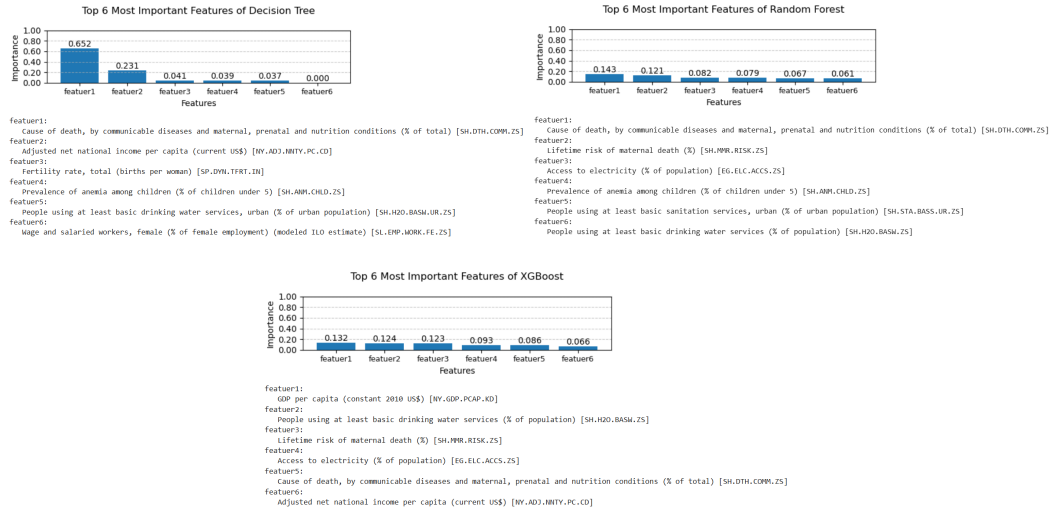 Top 6 Most Important Features of Decision Tree
Importance
1.00
0.80
0.60
0.40
0.20
0.00
0.652
0.231
0.041
0.039
0.037
0.000
featuer1
featuer2
featuer3
featuer4
featuer5
featuer6
Features
featuer1:
Cause of death, by communicable diseases and maternal, prenatal and nutrition conditions (% of total) [SH.DTH.COMM.ZS]
featuer2:
Adjusted net national income per capita (current US$) [NY.ADJ.NNTY.PC.CD]
featuer3:
Fertility rate, total (births per woman) [SP.DYN.TFRT.IN]
featuer4:
Prevalence of anemia among children (% of children under 5) [SH.ANM.CHLD.ZS]
featuer5:
People using at least basic drinking water services, urban (% of urban population) [SH.H2O.BASW.UR.ZS]
featuer6:
Wage and salaried workers, female (% of female employment) (modeled ILO estimate) [SL.EMP.WORK.FE.ZS]
Top 6 Most Important Features of Random Forest
Importance
1.00
0.80
0.60
0.40
0.20
0.00
0.143
0.121
0.082
0.079
0.067
0.061
featuer1
featuer2
featuer3
featuer4
featuer5
featuer6
Features
featuer1:
Cause of death, by communicable diseases and maternal, prenatal and nutrition conditions (% of total) [SH.DTH.COMM.ZS]
featuer2:
Lifetime risk of maternal death (%) [SH.MMR.RISK.ZS]
featuer3:
Access to electricity (% of population) [EG.ELC.ACCS.ZS]
featuer4:
Prevalence of anemia among children (% of children under 5) [SH.ANM.CHLD.ZS]
featuer5:
People using at least basic sanitation services, urban (% of urban population) [SH.STA.BASS.UR.ZS]
featuer6:
People using at least basic drinking water services (% of population) [SH.H2O.BASW.ZS]
Top 6 Most Important Features of XGBoost
Importance
1.00
0.80
0.60
0.40
0.20
0.00
0.132
0.124
0.123
0.093
0.086
0.066
featuer1
featuer2
featuer3
featuer4
featuer5
featuer6
Features
featuer1:
GDP per capita (constant 2010 US$) [NY.GDP.PCAP.KD]
featuer2:
People using at least basic drinking water services (% of population) [SH.H2O.BASW.ZS]
featuer3:
Lifetime risk of maternal death (%) [SH.MMR.RISK.ZS]
featuer4:
Access to electricity (% of population) [EG.ELC.ACCS.ZS]
featuer5:
Cause of death, by communicable diseases and maternal, prenatal and nutrition conditions (% of total) [SH.DTH.COMM.ZS]
featuer6:
Adjusted net national income per capita (current US$) [NY.ADJ.NNTY.PC.CD]